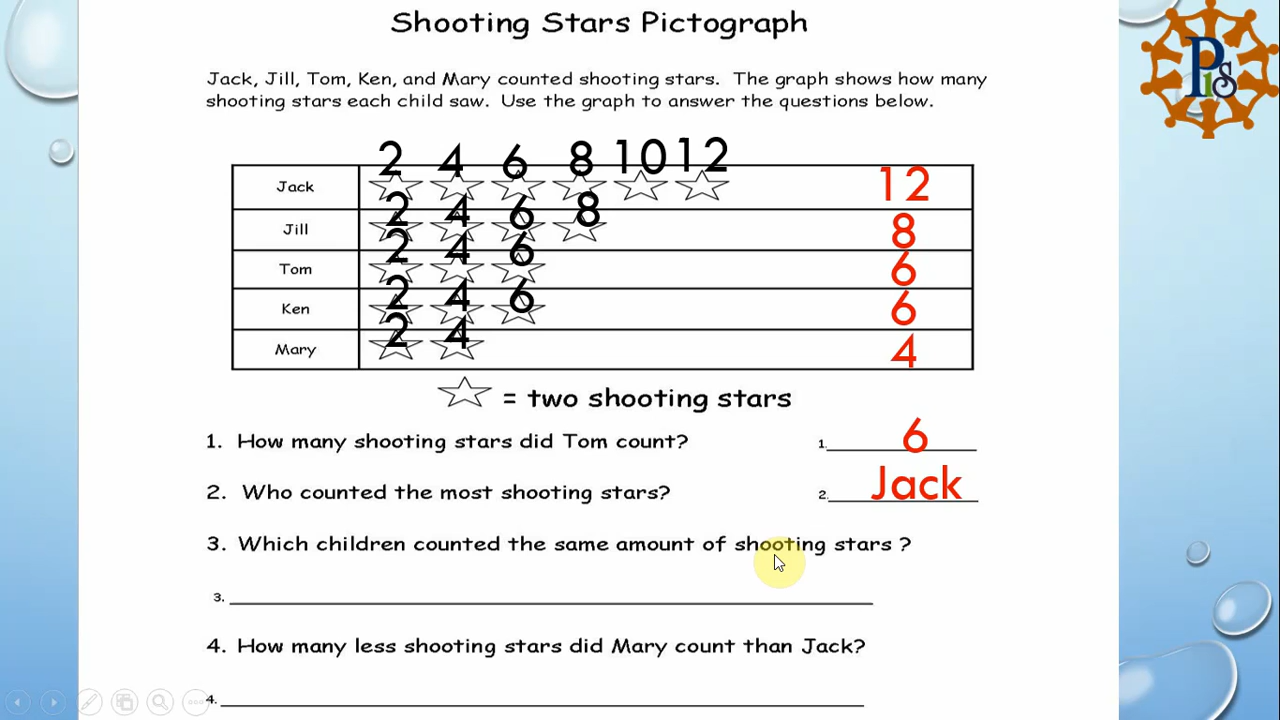 Shooting Stars Pictograph
Jack, Jill, Tom, Ken, and Mary counted shooting stars. The graph shows how many
shooting stars each child saw. Use the graph to answer the questions below.
2 4 6 8 10 12
Jack 12
2 4 6 8
Jill 8
2 4 6
Tom 6
2 4 6
Ken 6
2 4
Mary 4
= two shooting stars
1. How many shooting stars did Tom count? 1. 6
2. Who counted the most shooting stars? 2. Jack
3. Which children counted the same amount of shooting stars ?
3.
4. How many less shooting stars did Mary count than Jack?
4.
PIS